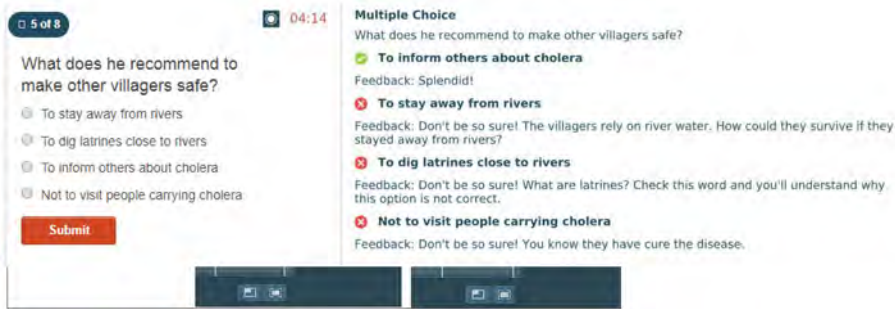 5 of 8
04:14
What does he recommend to
make other villagers safe?
To stay away from rivers
To dig latrines close to rivers
To inform others about cholera
Not to visit people carrying cholera
Submit
Multiple Choice
What does he recommend to make other villagers safe?
To inform others about cholera
Feedback: Splendid!
To stay away from rivers
Feedback: Don't be so sure! The villagers rely on river water. How could they survive if they
stayed away from rivers?
To dig latrines close to rivers
Feedback: Don't be so sure! What are latrines? Check this word and you'll understand why
this option is not correct.
Not to visit people carrying cholera
Feedback: Don't be so sure! You know they have cure the disease.